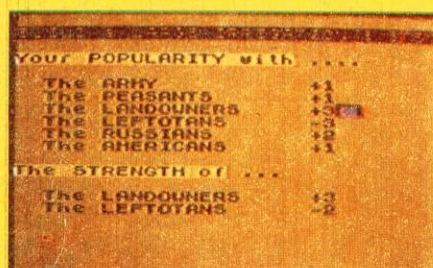 Your POPULARITY with ....
The ARMY +1
The PEASANTS +1
The LANDOWNERS +3
The LEFTOTANS -3
The RUSSIANS +2
The AMERICANS +1
The STRENGTH of ...
The LANDOWNERS +3
The LEFTOTANS -2